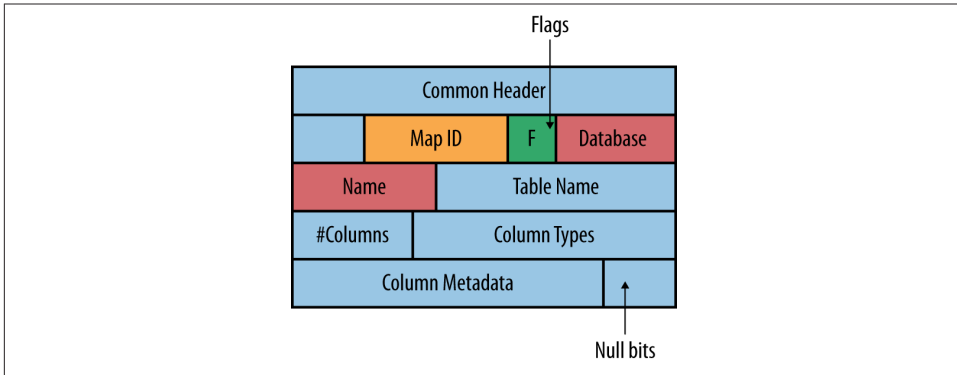 Flags
Common Header
Map ID
F
Database
Name
Table Name
#Columns
Column Types
Column Metadata
Null bits